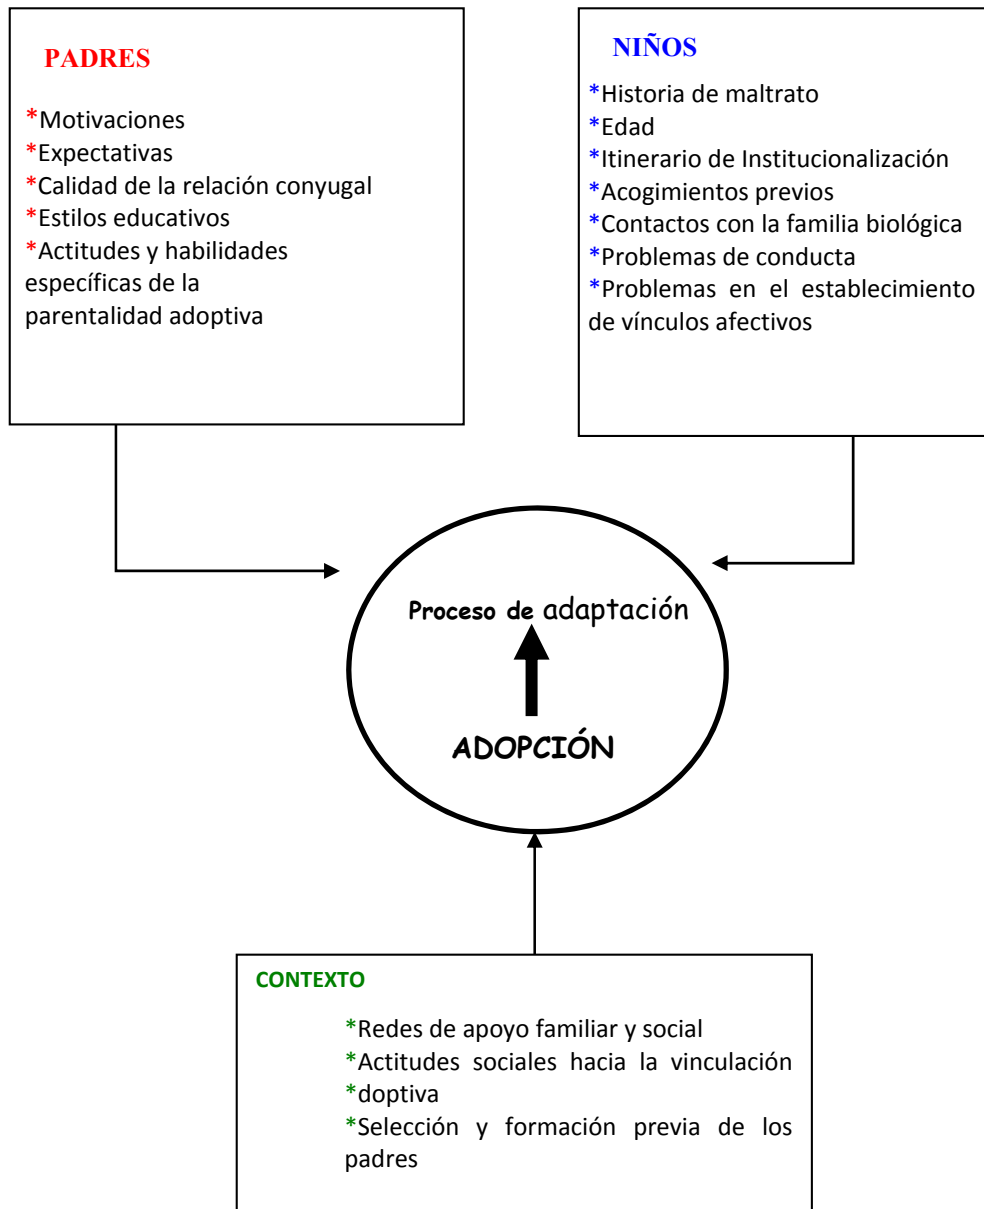 PADRES
*Motivaciones
*Expectativas
*Calidad de la relación conyugal
*Estilos educativos
*Actitudes y habilidades
específicas de la
parentalidad adoptiva
NIÑOS
*Historia de maltrato
*Edad
*Itinerario de Institucionalización
*Acogimientos previos
*Contactos con la familia biológica
*Problemas de conducta
*Problemas en el establecimiento
de vínculos afectivos
Proceso de adaptación
ADOPCIÓN
CONTEXTO
*Redes de apoyo familiar y social
*Actitudes sociales hacia la vinculación
*doptiva
*Selección y formación previa de los
padres